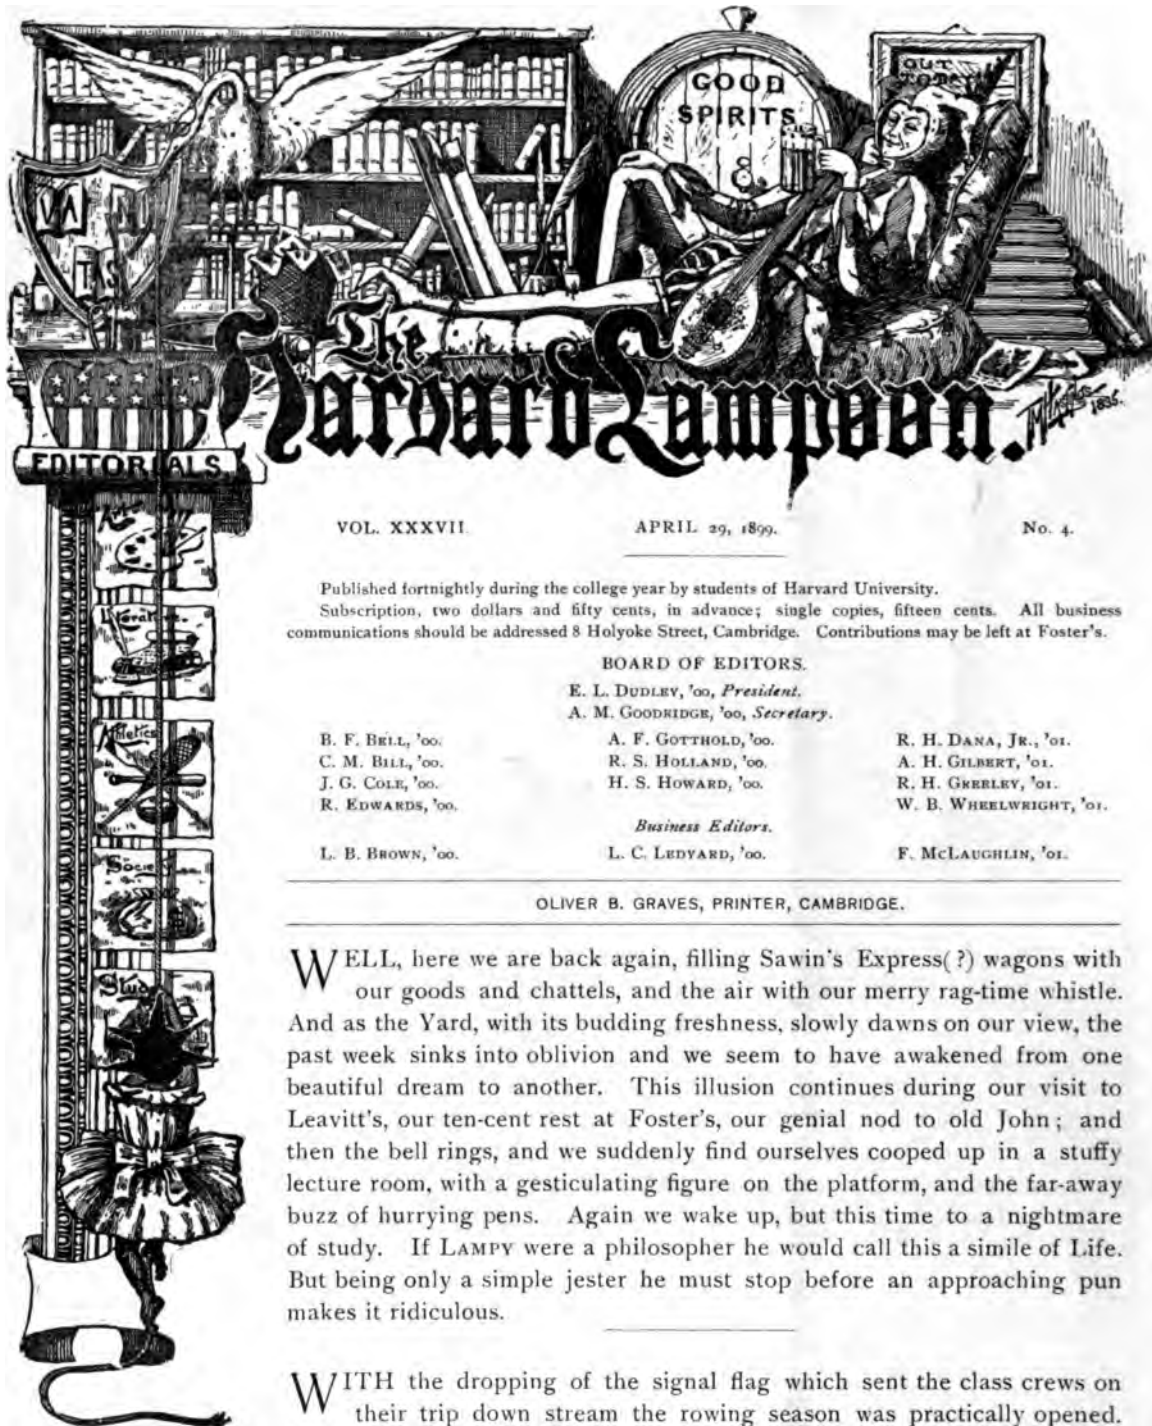 OUT
TODAY
GOOD
SPIRITS
&
VA NI
TAS
The
Harvard Lampoon.
1885.
EDITORIALS.
Art
Literature.
Athletics
Society
VOL. XXXVII. APRIL 29, 1899. No. 4.
Published fortnightly during the college year by students of Harvard University.
Subscription, two dollars and fifty cents, in advance; single copies, fifteen cents. All business
communications should be addressed 8 Holyoke Street, Cambridge. Contributions may be left at Foster's.
BOARD OF EDITORS.
E. L. DUDLEY, '00, President.
A. M. GOODRIDGE, '00, Secretary.
B. F. BELL, '00. A. F. GOTTHOLD, '00. R. H. DANA, JR., '01.
C. M. BILL, '00. R. S. HOLLAND, '00. A. H. GILBERT, '01.
J. G. COLE, '00. H. S. HOWARD, '00. R. H. GREELEY, '01.
R. EDWARDS, '00. W. B. WHEELWRIGHT, '01.
Business Editors.
L. B. BROWN, '00. L. C. LEDYARD, '00. F. MCLAUGHLIN, '01.
OLIVER B. GRAVES, PRINTER, CAMBRIDGE.
WELL, here we are back again, filling Sawin's Express(?) wagons with
our goods and chattels, and the air with our merry rag-time whistle.
And as the Yard, with its budding freshness, slowly dawns on our view, the
past week sinks into oblivion and we seem to have awakened from one
beautiful dream to another. This illusion continues during our visit to
Leavitt's, our ten-cent rest at Foster's, our genial nod to old John; and
then the bell rings, and we suddenly find ourselves cooped up in a stuffy
lecture room, with a gesticulating figure on the platform, and the far-away
buzz of hurrying pens. Again we wake up, but this time to a nightmare
of study. If LAMPY were a philosopher he would call this a simile of Life.
But being only a simple jester he must stop before an approaching pun
makes it ridiculous.
WITH the dropping of the signal flag which sent the class crews on
their trip down stream the rowing season was practically opened.